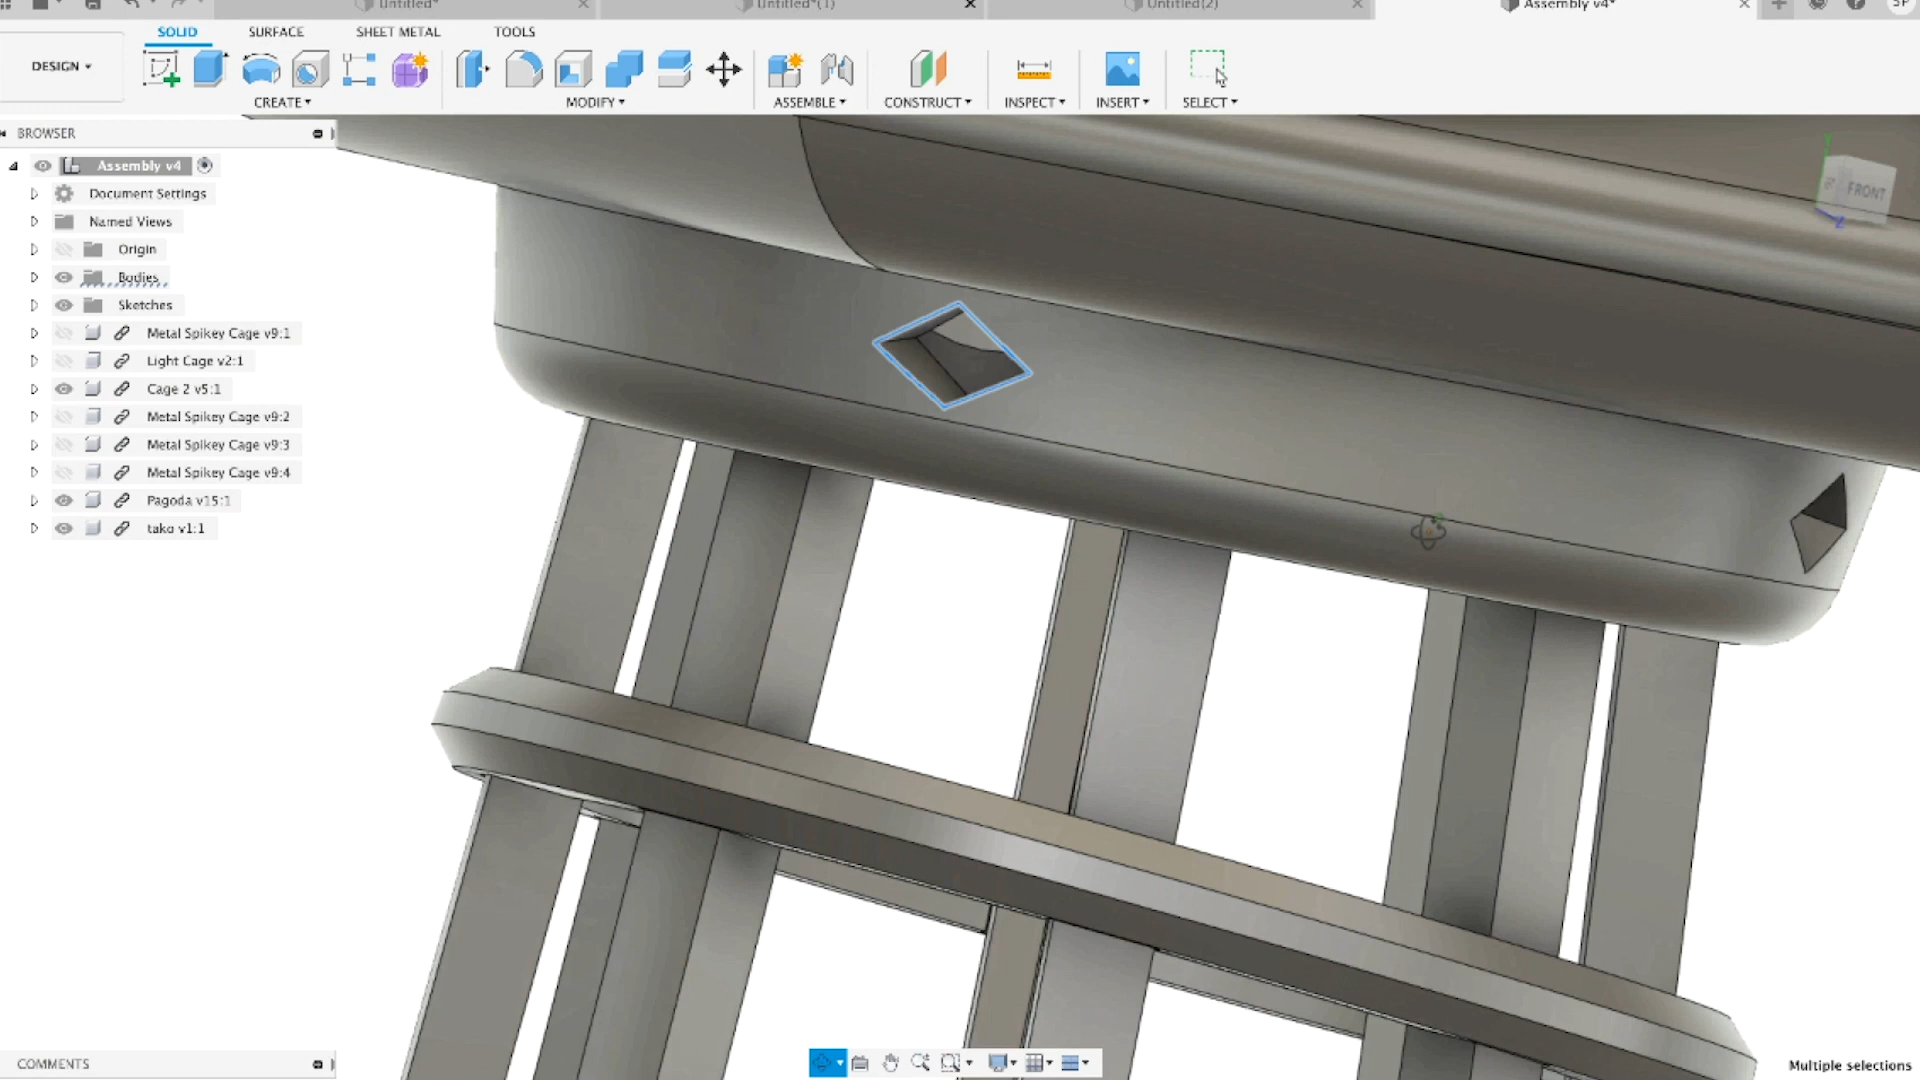 Untitled*
Untitled*(1)
Untitled(2)
Assembly v4*
SP
DESIGN
SOLID
SURFACE
SHEET METAL
TOOLS
CREATE
MODIFY
ASSEMBLE
CONSTRUCT
INSPECT
INSERT
SELECT
BROWSER
Assembly v4
Document Settings
Named Views
Origin
Bodies
Sketches
Metal Spikey Cage v9:1
Light Cage v2:1
Cage 2 v5:1
Metal Spikey Cage v9:2
Metal Spikey Cage v9:3
Metal Spikey Cage v9:4
Pagoda v15:1
tako v1:1
FRONT
Z
COMMENTS
Multiple selections